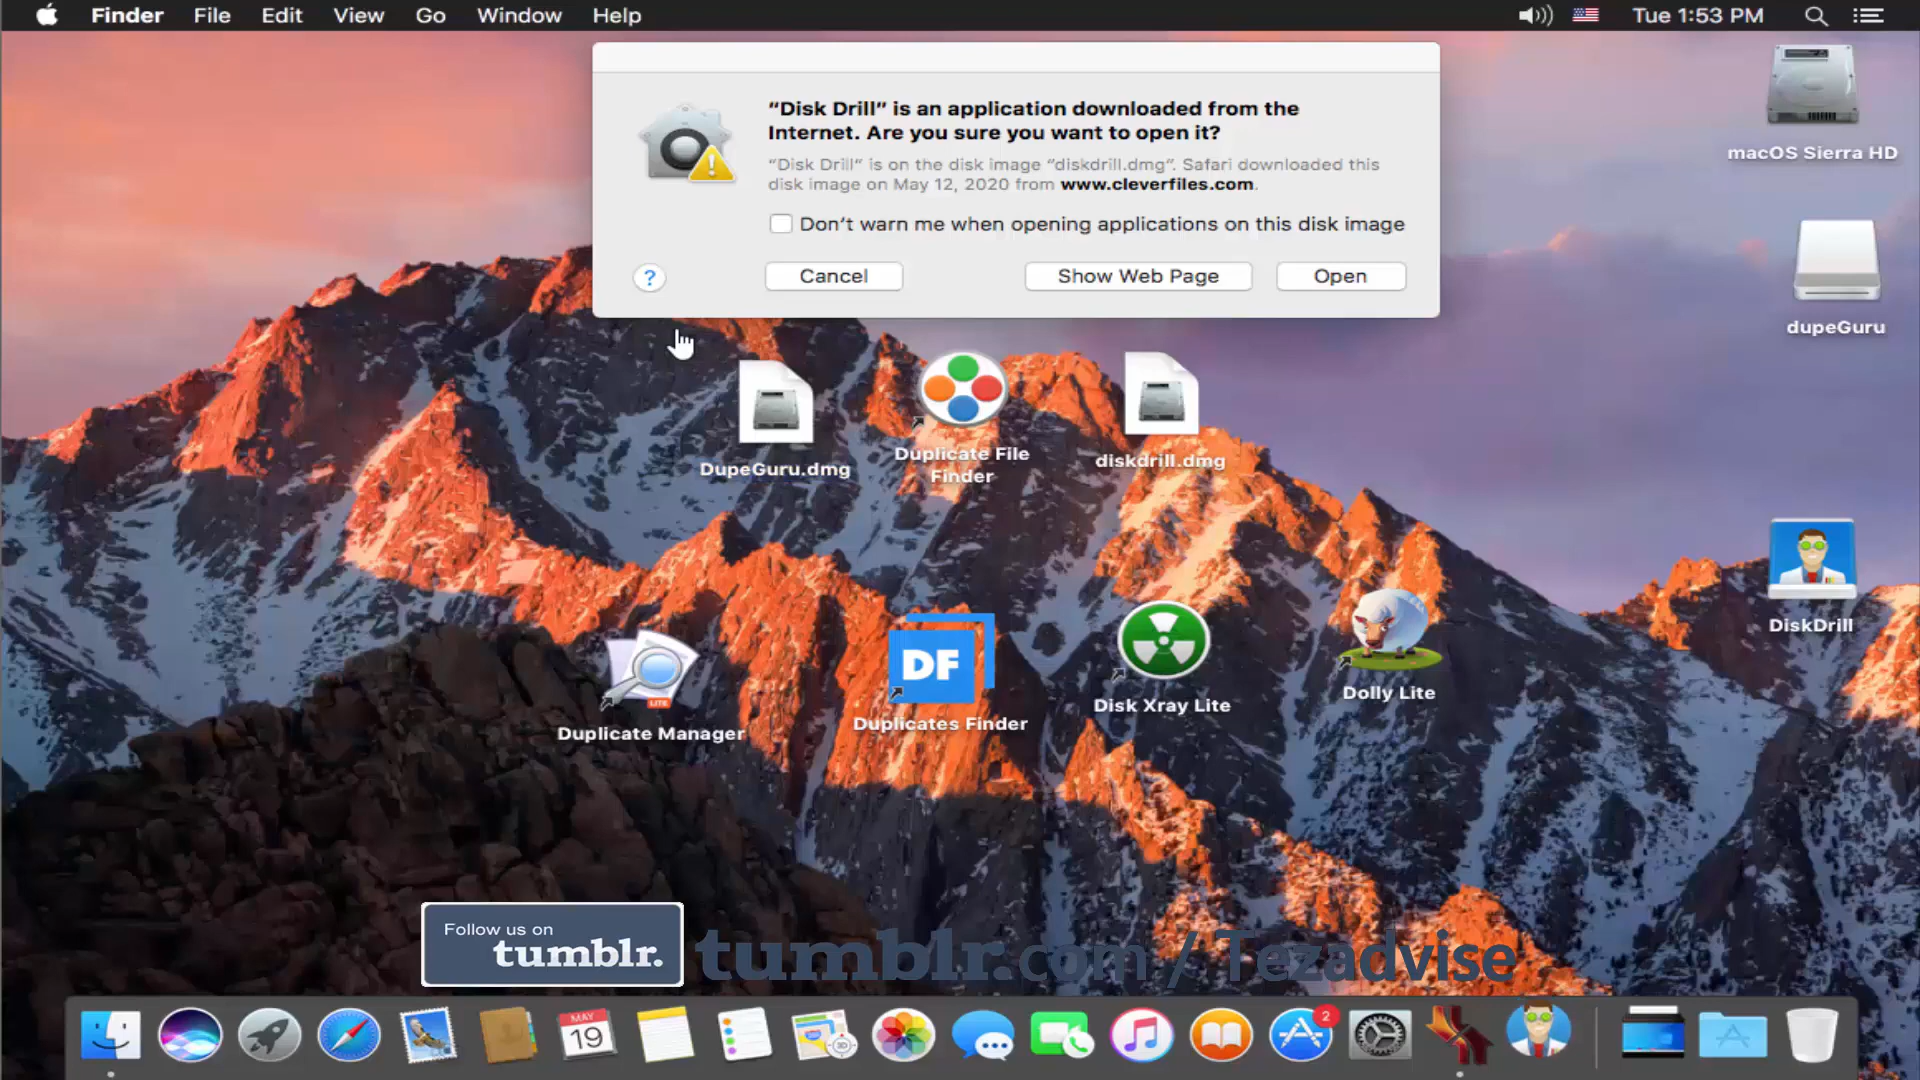 Finder File Edit View Go Window Help Tue 1:53 PM
“Disk Drill” is an application downloaded from the
Internet. Are you sure you want to open it?
“Disk Drill” is on the disk image “diskdrill.dmg”. Safari downloaded this
disk image on May 12, 2020 from www.cleverfiles.com.
Don’t warn me when opening applications on this disk image
? Cancel Show Web Page Open
macOS Sierra HD
dupeGuru
DupeGuru.dmg
Duplicate File
Finder
diskdrill.dmg
DiskDrill
LITE
Duplicate Manager
DF
Duplicates Finder
Disk Xray Lite
Dolly Lite
Follow us on
tumblr.
tumblr.com / Tezadvise
MAY
19
3D
2